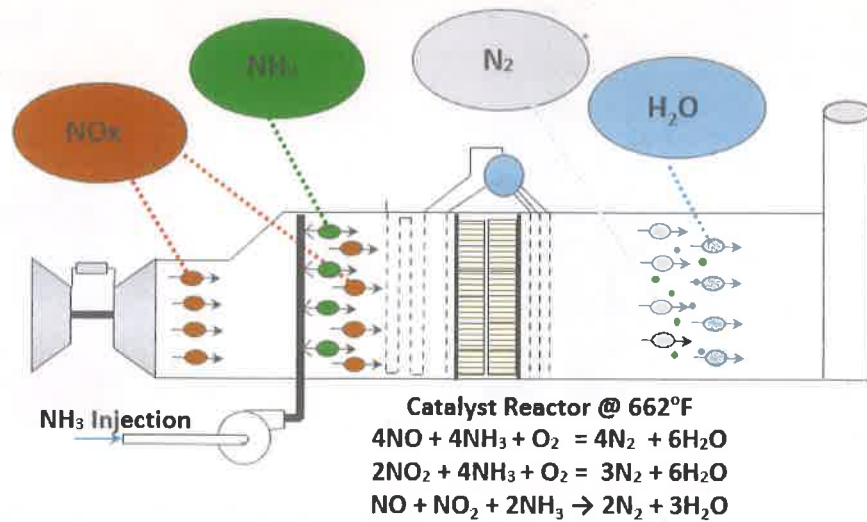 NH₃
N₂
NOx
H₂O
NH₃ Injection
Catalyst Reactor @ 662°F
4NO + 4NH₃ + O₂ = 4N₂ + 6H₂O
2NO₂ + 4NH₃ + O₂ = 3N₂ + 6H₂O
NO + NO₂ + 2NH₃ → 2N₂ + 3H₂O